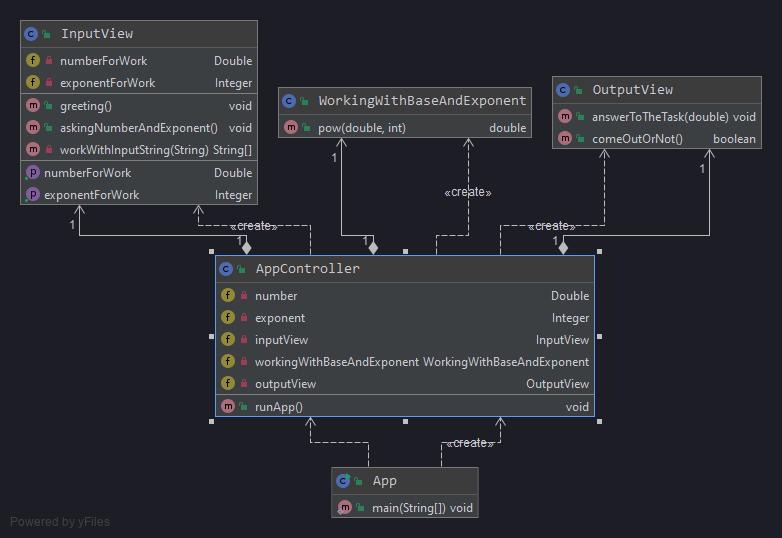 InputView
numberForWork Double
exponentForWork Integer
greeting() void
askingNumberAndExponent() void
workWithInputString(String) String[]
numberForWork Double
exponentForWork Integer
WorkingWithBaseAndExponent
pow(double, int) double
OutputView
answerToTheTask(double) void
comeOutOrNot() boolean
1
1
1
«create»
«create»
«create»
1
1
1
AppController
number Double
exponent Integer
inputView InputView
workingWithBaseAndExponent WorkingWithBaseAndExponent
outputView OutputView
runApp() void
«create»
App
main(String[]) void
Powered by yFiles